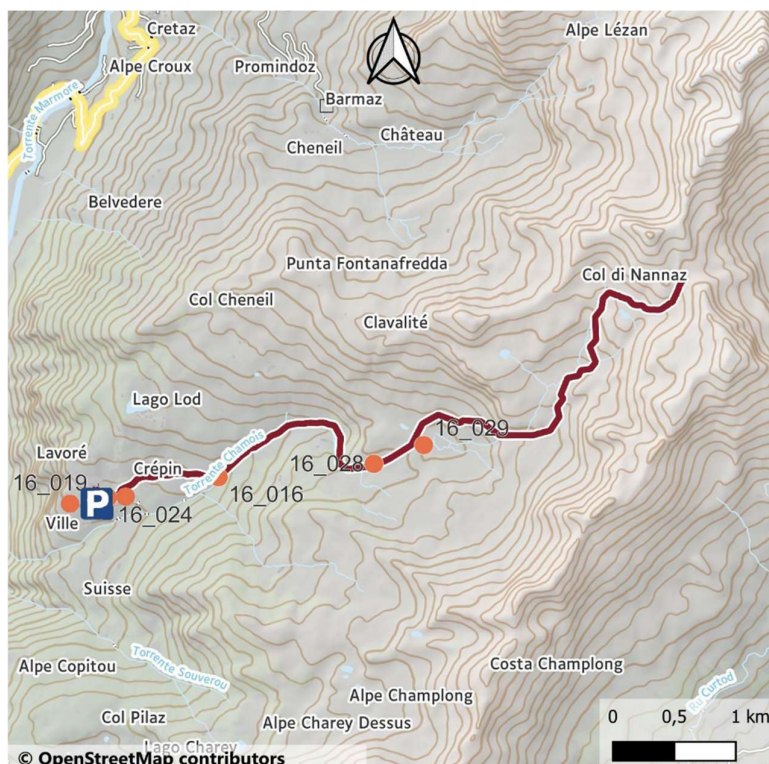 Cretaz
Alpe Lézan
Alpe Croux
Promindoz
Torrente Marmore
Barmaz
Château
Cheneil
Belvedere
Punta Fontanafredda
Col di Nannaz
Col Cheneil
Clavalité
Lago Lod
16_029
Torrente Chamois
Lavoré
Crépin
16_028
16_019
P
16_016
16_024
Ville
Suisse
Torrente Souverou
Alpe Copitou
Costa Champlong
Ru Curtod
Alpe Champlong
Col Pilaz
Alpe Charey Dessus
0 0,5 1 km
Lago Charey
© OpenStreetMap contributors